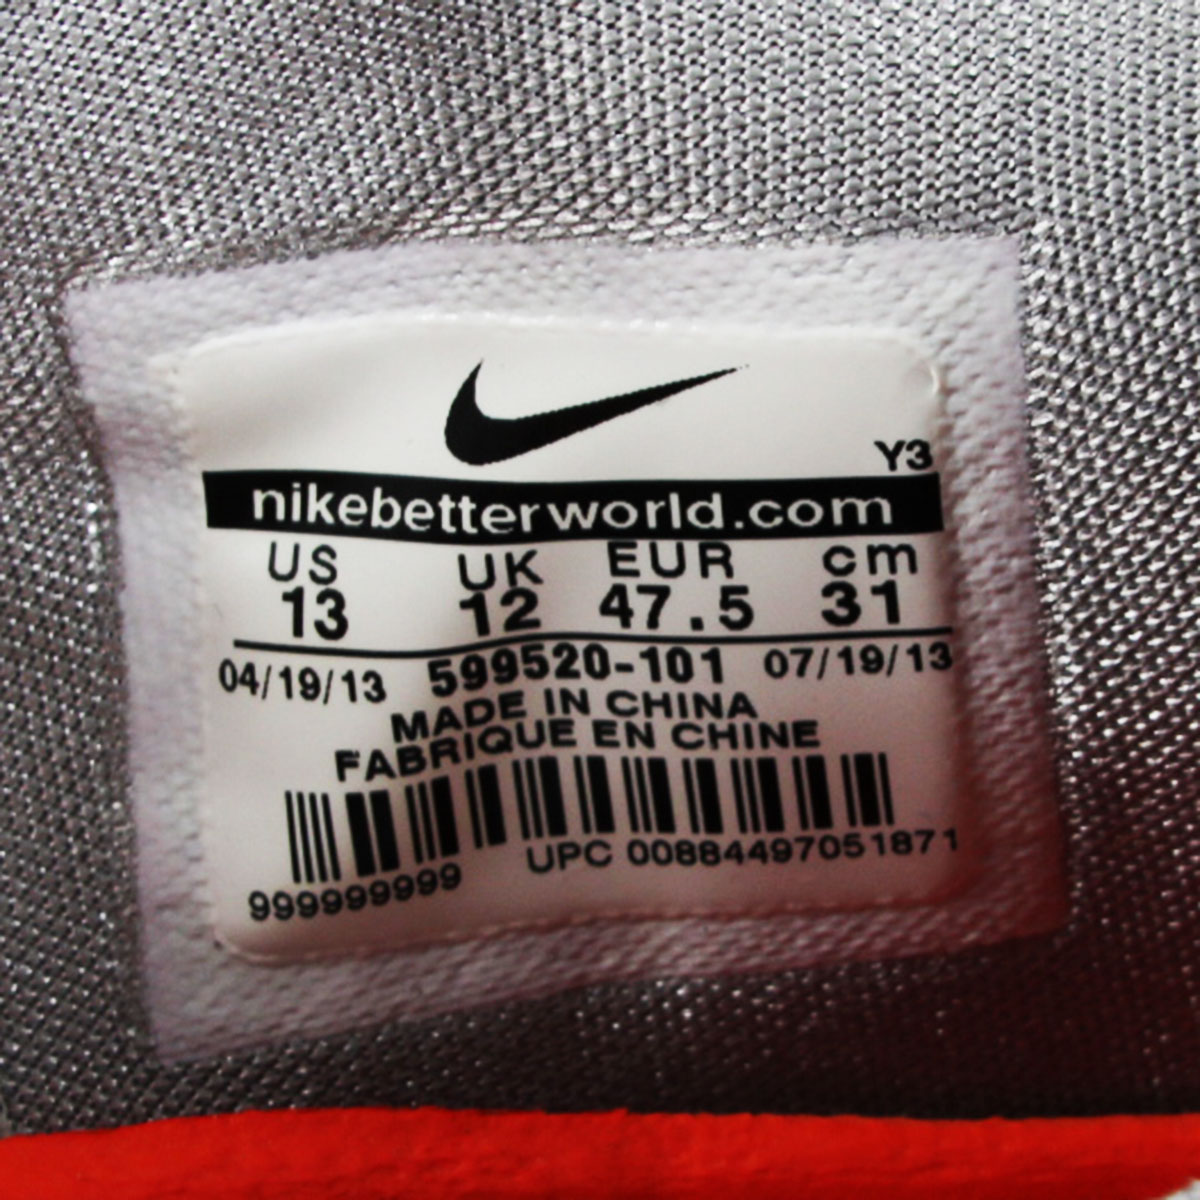 Y3
nikebetterworld.com
US UK EUR cm
13 12 47.5 31
04/19/13 599520-101 07/19/13
MADE IN CHINA
FABRIQUE EN CHINE
999999999 UPC 00884497051871